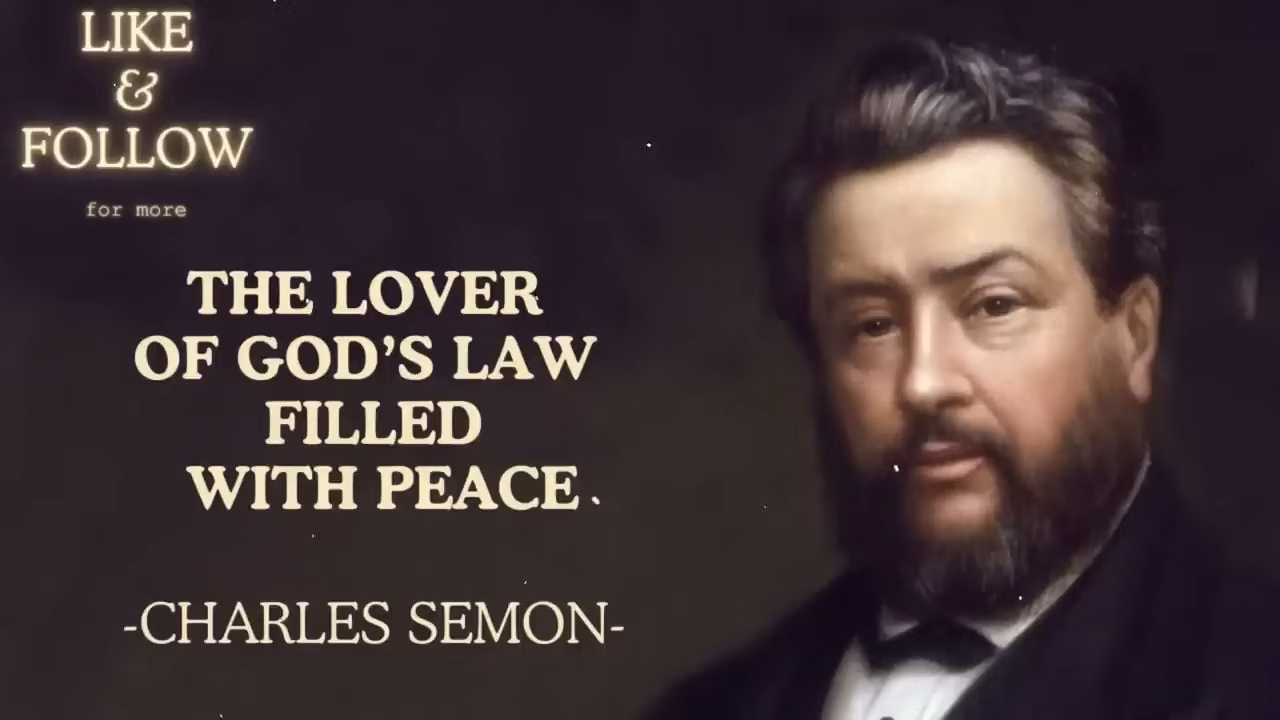 LIKE
&
FOLLOW
for more
THE LOVER
OF GOD’S LAW
FILLED
WITH PEACE
-CHARLES SEMON-